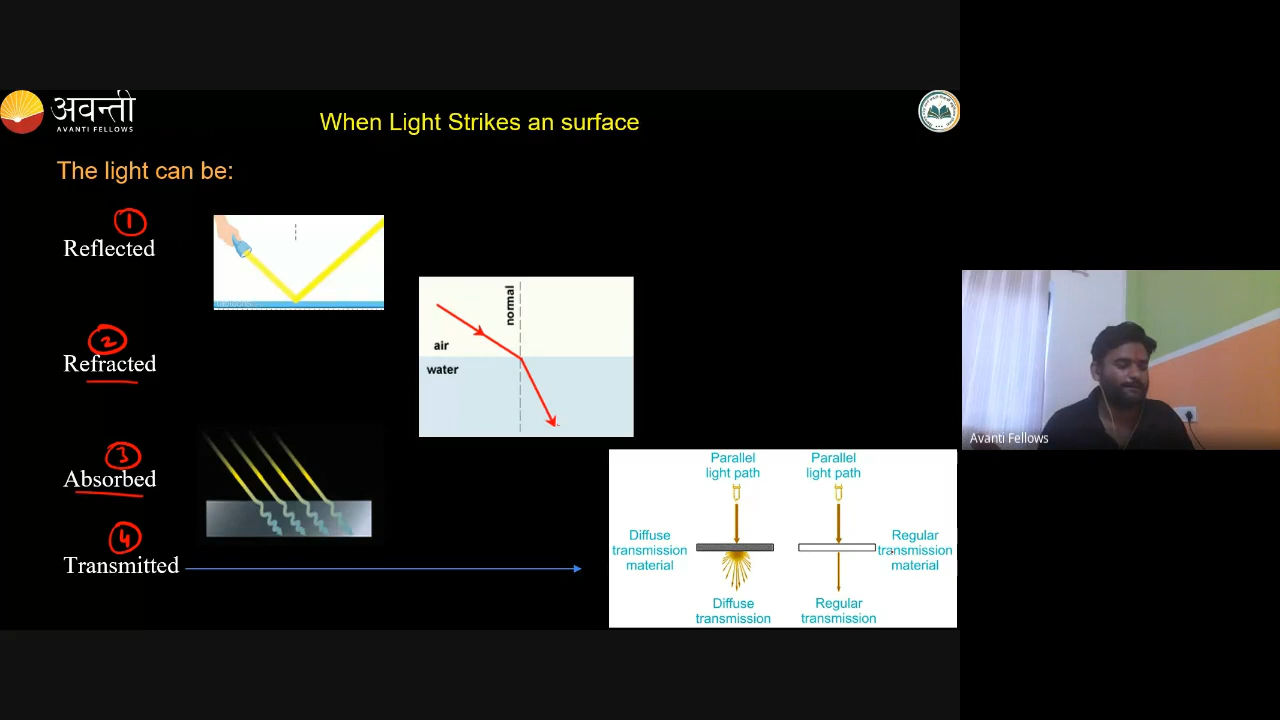 अवन्ती
AVANTI FELLOWS
When Light Strikes an surface
The light can be:
1
Reflected
2
Refracted
3
Absorbed
4
Transmitted
normal
air
water
Parallel
light path
Parallel
light path
Diffuse
transmission
material
Regular
transmission
material
Diffuse
transmission
Regular
transmission
Avanti Fellows